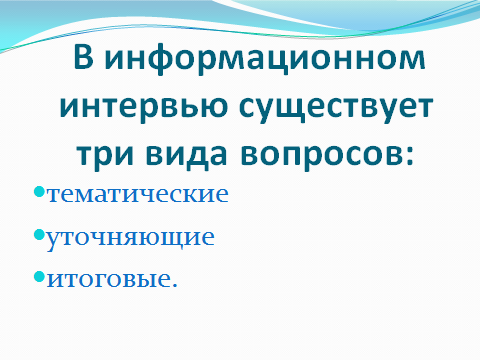 В информационном
интервью существует
три вида вопросов:
тематические
уточняющие
итоговые.